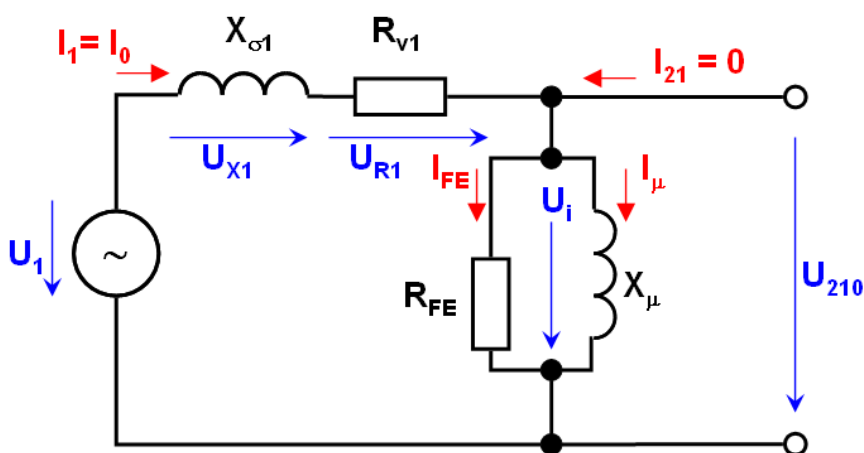 I₁= I₀
Xσ1
Rv1
I₂₁ = 0
UX1
UR1
IFE
Iμ
Ui
U₁
~
RFE
Xμ
U₂₁₀